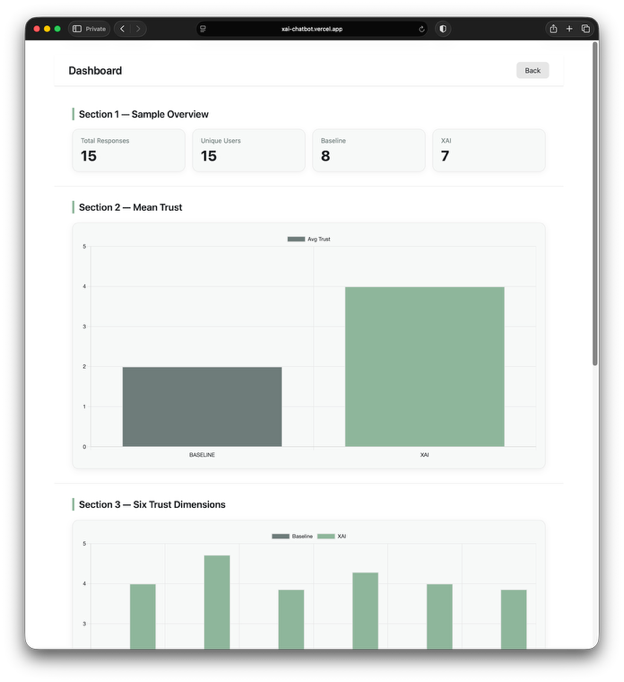 Private
xai-chatbot.vercel.app
Dashboard
Back
Section 1 — Sample Overview
Total Responses
15
Unique Users
15
Baseline
8
XAI
7
Section 2 — Mean Trust
Avg Trust
5
4
3
2
1
0
BASELINE
XAI
Section 3 — Six Trust Dimensions
Baseline XAI
5
4
3